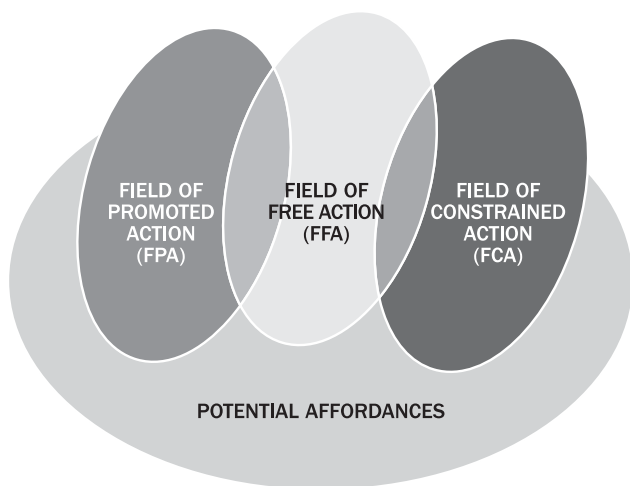 FIELD OF
PROMOTED
ACTION
(FPA)
FIELD OF
FREE ACTION
(FFA)
FIELD OF
CONSTRAINED
ACTION
(FCA)
POTENTIAL AFFORDANCES